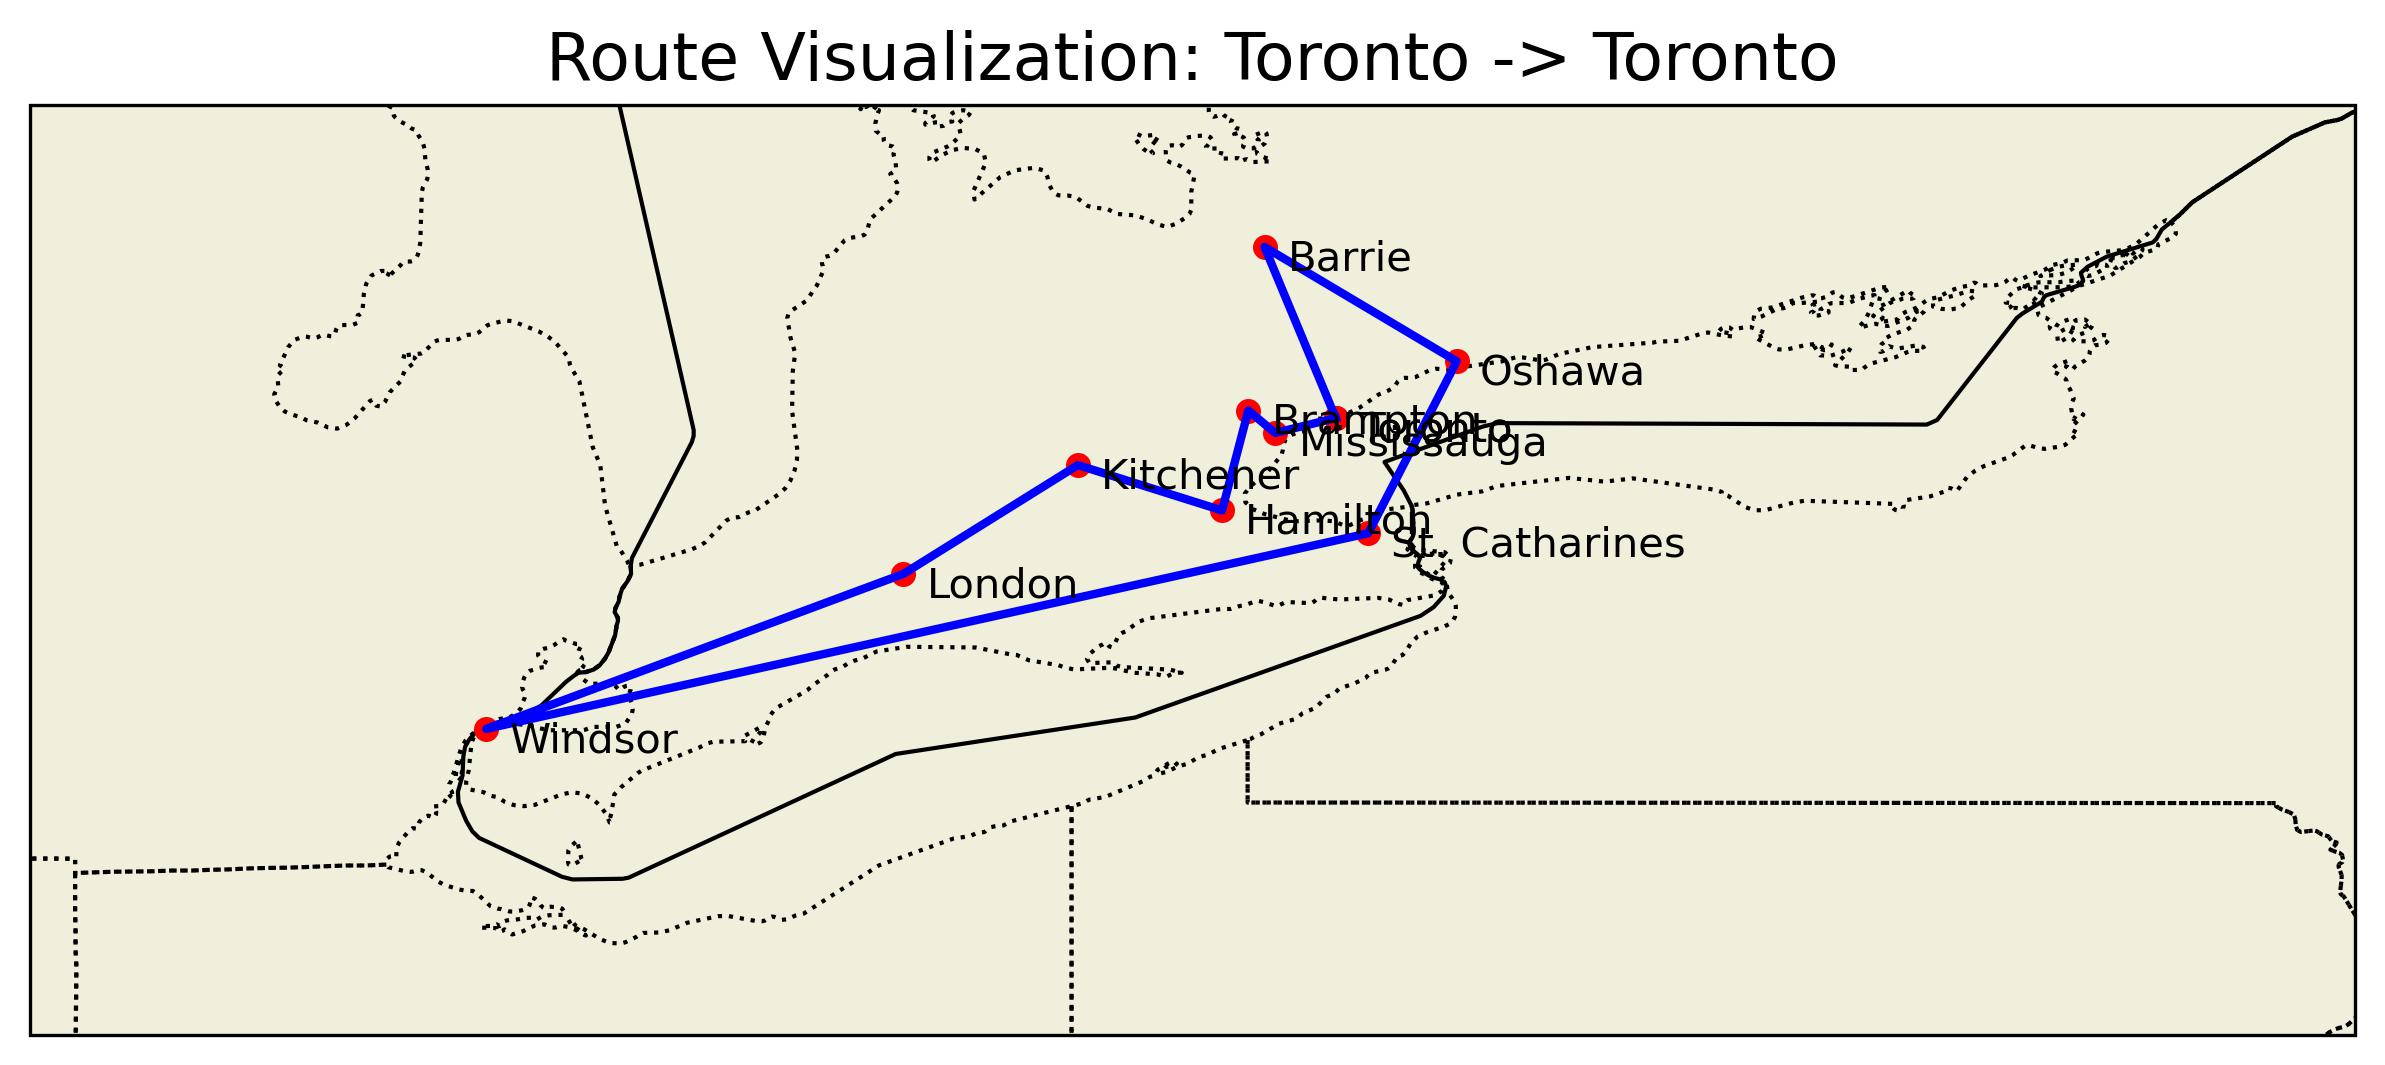 Route Visualization: Toronto -> Toronto
Barrie
Oshawa
Brampton
Toronto
Mississauga
Kitchener
Hamilton
St. Catharines
London
Windsor